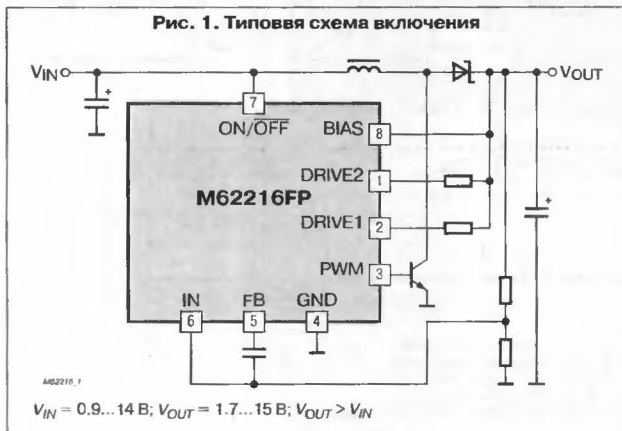 Рис. 1. Типоввя схема включения
VIN
VOUT
7
ON/OFF
BIAS 8
DRIVE2 1
M62216FP
DRIVE1 2
PWM 3
IN FB GND
6 5 4
M62216_1
VIN = 0.9...14 В; VOUT = 1.7...15 В; VOUT > VIN